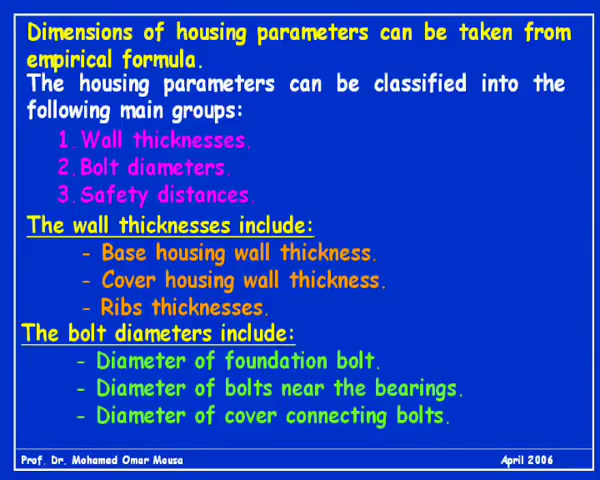 Dimensions of housing parameters can be taken from
empirical formula.
The housing parameters can be classified into the
following main groups:
1. Wall thicknesses.
2. Bolt diameters.
3. Safety distances.
The wall thicknesses include:
- Base housing wall thickness.
- Cover housing wall thickness.
- Ribs thicknesses.
The bolt diameters include:
- Diameter of foundation bolt.
- Diameter of bolts near the bearings.
- Diameter of cover connecting bolts.
Prof. Dr. Mohamed Omar Mousa April 2006